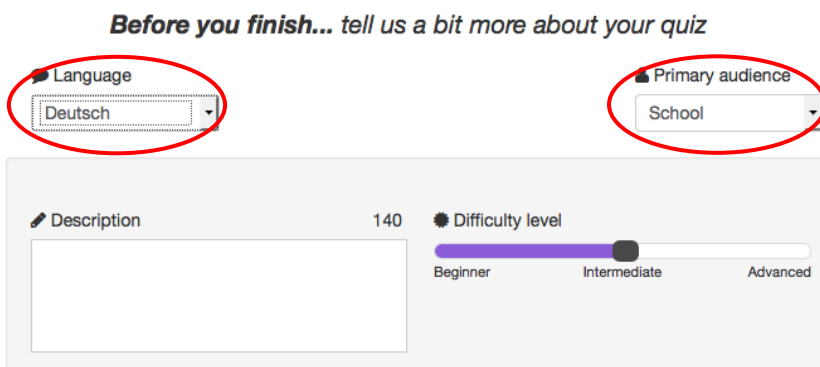 Before you finish... tell us a bit more about your quiz
Language
Primary audience
Deutsch
School
Description 140
Difficulty level
Beginner Intermediate Advanced